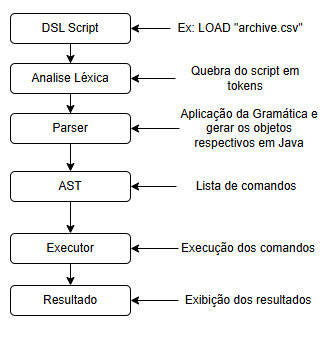 DSL Script
Ex: LOAD "archive.csv"
Analise Léxica
Quebra do script em
tokens
Parser
Aplicação da Gramática e
gerar os objetos
respectivos em Java
AST
Lista de comandos
Executor
Execução dos comandos
Resultado
Exibição dos resultados